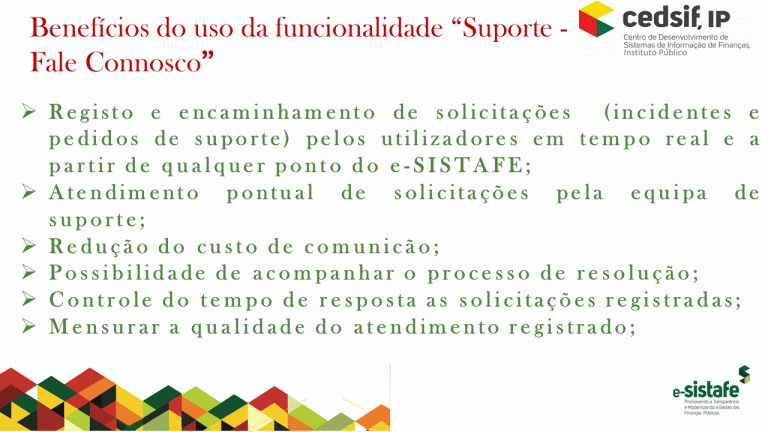 Benefícios do uso da funcionalidade “Suporte -
Fale Connosco”
cedsif, IP
Centro de Desenvolvimento de
Sistemas de Informação de Finanças,
Instituto Público
➢ Registo e encaminhamento de solicitações (incidentes e
pedidos de suporte) pelos utilizadores em tempo real e a
partir de qualquer ponto do e-SISTAFE;
➢ Atendimento pontual de solicitações pela equipa de
suporte;
➢ Redução do custo de comunicão;
➢ Possibilidade de acompanhar o processo de resolução;
➢ Controle do tempo de resposta as solicitações registradas;
➢ Mensurar a qualidade do atendimento registrado;
e-sistafe
Promovendo a Transparência
e Modernizando a Gestão das
Finanças Públicas